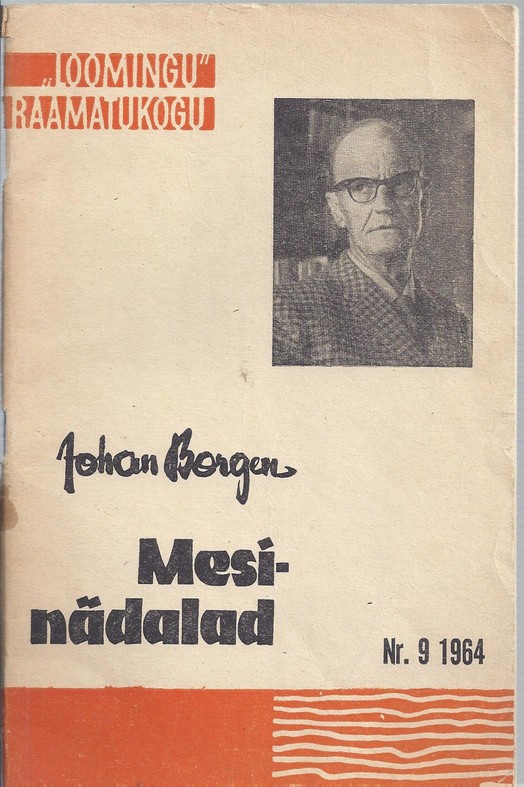 „LOOMINGU“
RAAMATUKOGU
Johan Borgen
Mesi-
nädalad
Nr. 9 1964